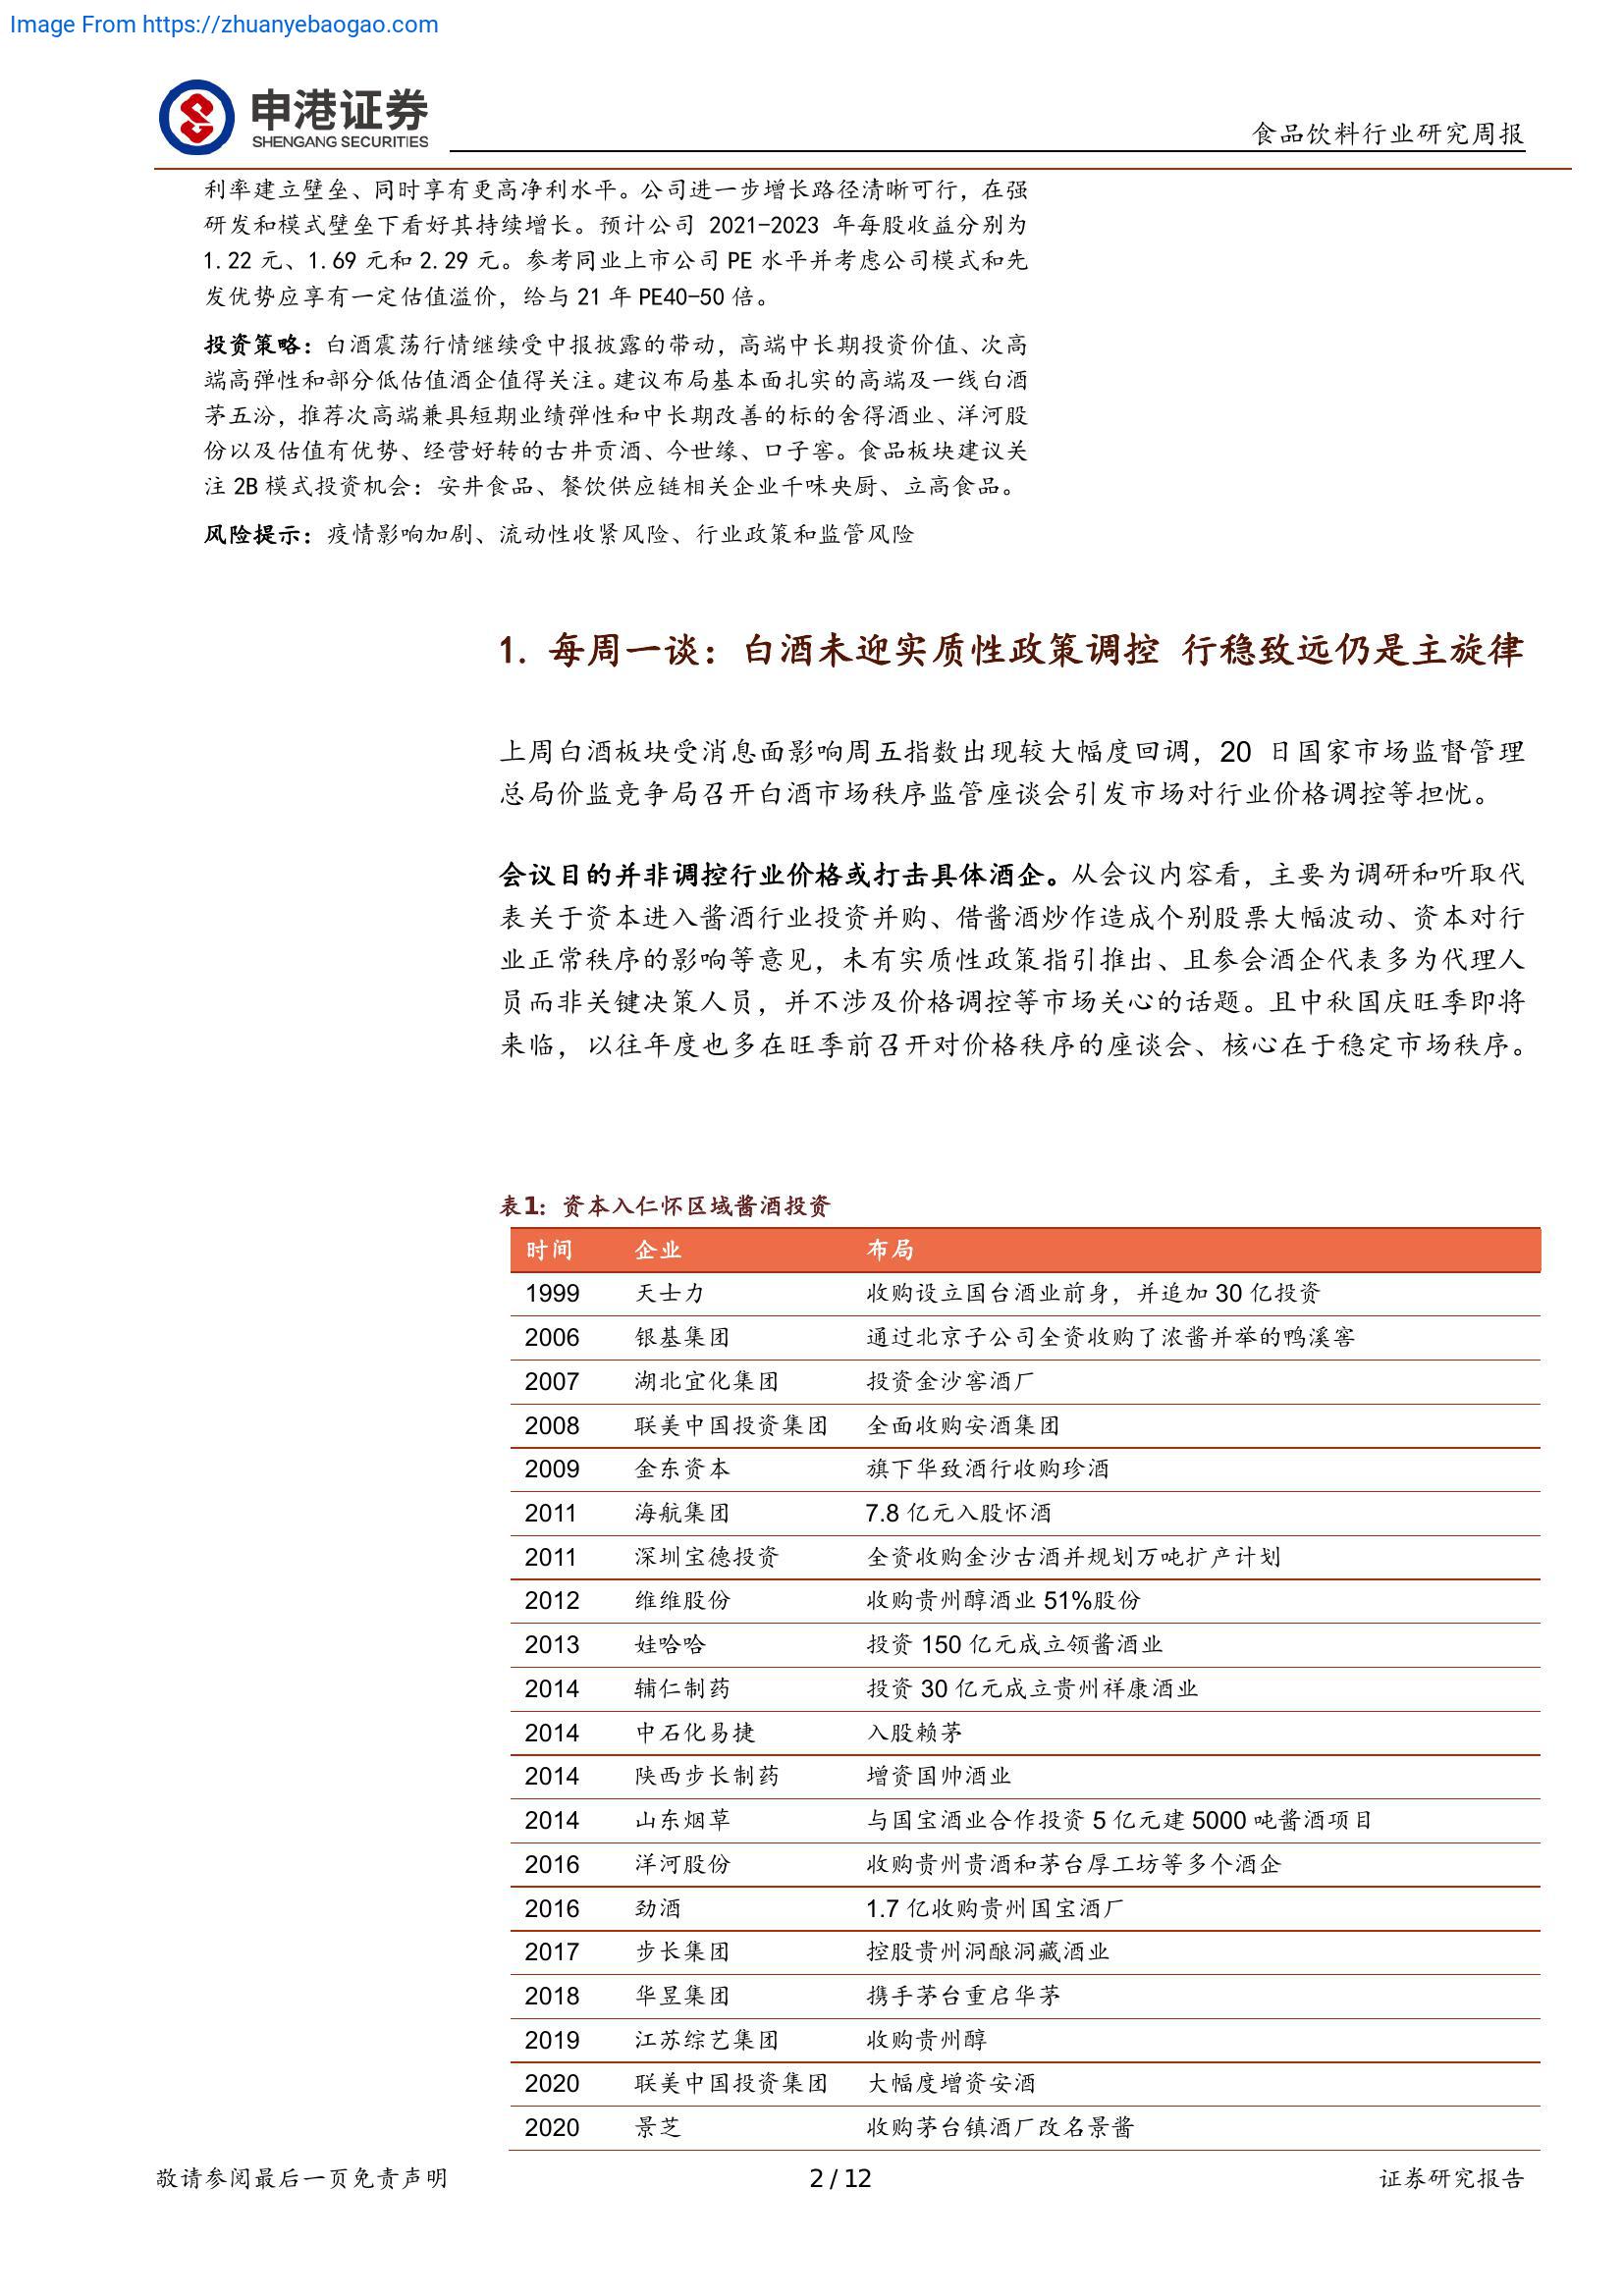 Image From https://zhuanyebaogao.com
申港证券
SHENGANG SECURITIES
食品饮料行业研究周报
利率建立壁垒、同时享有更高净利水平。公司进一步增长路径清晰可行，在强
研发和模式壁垒下看好其持续增长。预计公司 2021-2023 年每股收益分别为
1.22 元、1.69 元和 2.29 元。参考同业上市公司 PE 水平并考虑公司模式和先
发优势应享有一定估值溢价，给与 21 年 PE40-50 倍。
投资策略：白酒震荡行情继续受中报披露的带动，高端中长期投资价值、次高
端高弹性和部分低估值酒企值得关注。建议布局基本面扎实的高端及一线白酒
茅五汾，推荐次高端兼具短期业绩弹性和中长期改善的标的舍得酒业、洋河股
份以及估值有优势、经营好转的古井贡酒、今世缘、口子窖。食品板块建议关
注 2B 模式投资机会：安井食品、餐饮供应链相关企业千味央厨、立高食品。
风险提示：疫情影响加剧、流动性收紧风险、行业政策和监管风险
1. 每周一谈：白酒未迎实质性政策调控 行稳致远仍是主旋律
上周白酒板块受消息面影响周五指数出现较大幅度回调，20 日国家市场监督管理
总局价监竞争局召开白酒市场秩序监管座谈会引发市场对行业价格调控等担忧。
会议目的并非调控行业价格或打击具体酒企。从会议内容看，主要为调研和听取代
表关于资本进入酱酒行业投资并购、借酱酒炒作造成个别股票大幅波动、资本对行
业正常秩序的影响等意见，未有实质性政策指引推出、且参会酒企代表多为代理人
员而非关键决策人员，并不涉及价格调控等市场关心的话题。且中秋国庆旺季即将
来临，以往年度也多在旺季前召开对价格秩序的座谈会、核心在于稳定市场秩序。
表1：资本入仁怀区域酱酒投资
时间 企业 布局
1999 天士力 收购设立国台酒业前身，并追加 30 亿投资
2006 银基集团 通过北京子公司全资收购了浓酱并举的鸭溪窖
2007 湖北宜化集团 投资金沙窖酒厂
2008 联美中国投资集团 全面收购安酒集团
2009 金东资本 旗下华致酒行收购珍酒
2011 海航集团 7.8 亿元入股怀酒
2011 深圳宝德投资 全资收购金沙古酒并规划万吨扩产计划
2012 维维股份 收购贵州醇酒业 51%股份
2013 娃哈哈 投资 150 亿元成立领酱酒业
2014 辅仁制药 投资 30 亿元成立贵州祥康酒业
2014 中石化易捷 入股赖茅
2014 陕西步长制药 增资国帅酒业
2014 山东烟草 与国宝酒业合作投资 5 亿元建 5000 吨酱酒项目
2016 洋河股份 收购贵州贵酒和茅台厚工坊等多个酒企
2016 劲酒 1.7 亿收购贵州国宝酒厂
2017 步长集团 控股贵州洞酿洞藏酒业
2018 华昱集团 携手茅台重启华茅
2019 江苏综艺集团 收购贵州醇
2020 联美中国投资集团 大幅度增资安酒
2020 景芝 收购茅台镇酒厂改名景酱
敬请参阅最后一页免责声明 2 / 12 证券研究报告